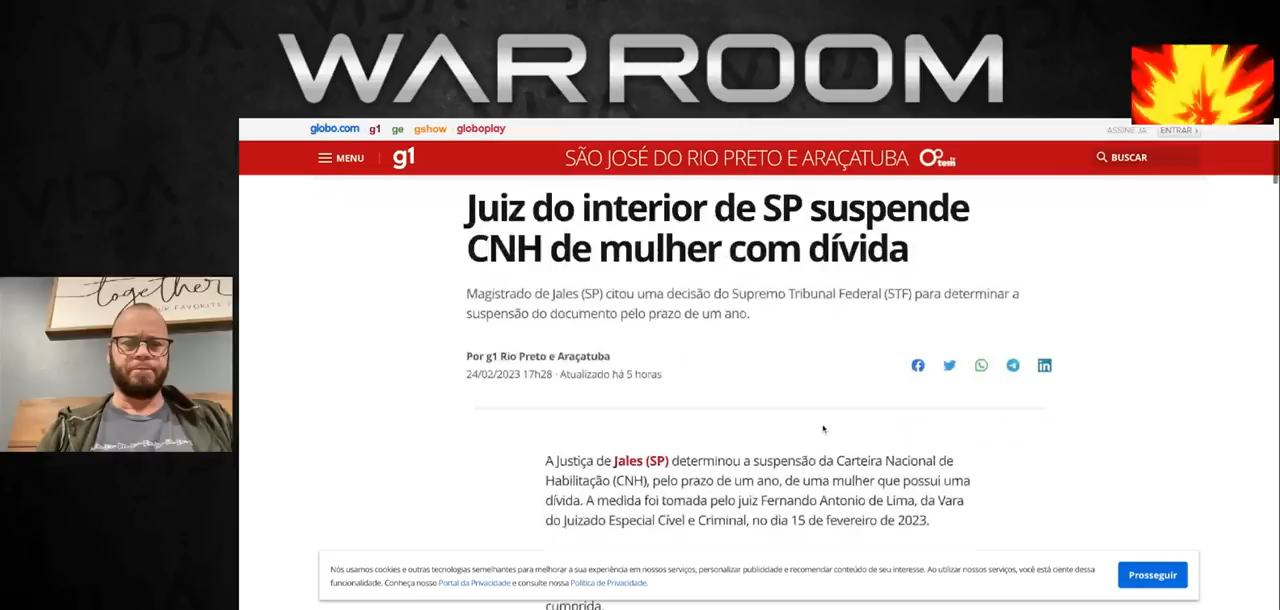 WAR ROOM
globo.com g1 ge gshow globoplay
ASSINE JÁ ENTRAR ›
MENU g1 SÃO JOSÉ DO RIO PRETO E ARAÇATUBA tem BUSCAR
Juiz do interior de SP suspende
CNH de mulher com dívida
Magistrado de Jales (SP) citou uma decisão do Supremo Tribunal Federal (STF) para determinar a
suspensão do documento pelo prazo de um ano.
Por g1 Rio Preto e Araçatuba
24/02/2023 17h28 · Atualizado há 5 horas
together
FAVORITE
A Justiça de Jales (SP) determinou a suspensão da Carteira Nacional de
Habilitação (CNH), pelo prazo de um ano, de uma mulher que possui uma
dívida. A medida foi tomada pelo juiz Fernando Antonio de Lima, da Vara
do Juizado Especial Cível e Criminal, no dia 15 de fevereiro de 2023.
Nós usamos cookies e outras tecnologias semelhantes para melhorar a sua experiência em nossos serviços, personalizar publicidade e recomendar conteúdo de seu interesse. Ao utilizar nossos serviços, você está ciente dessa
funcionalidade. Conheça nosso Portal da Privacidade e consulte nossa Política de Privacidade.
Prosseguir
cumprida.